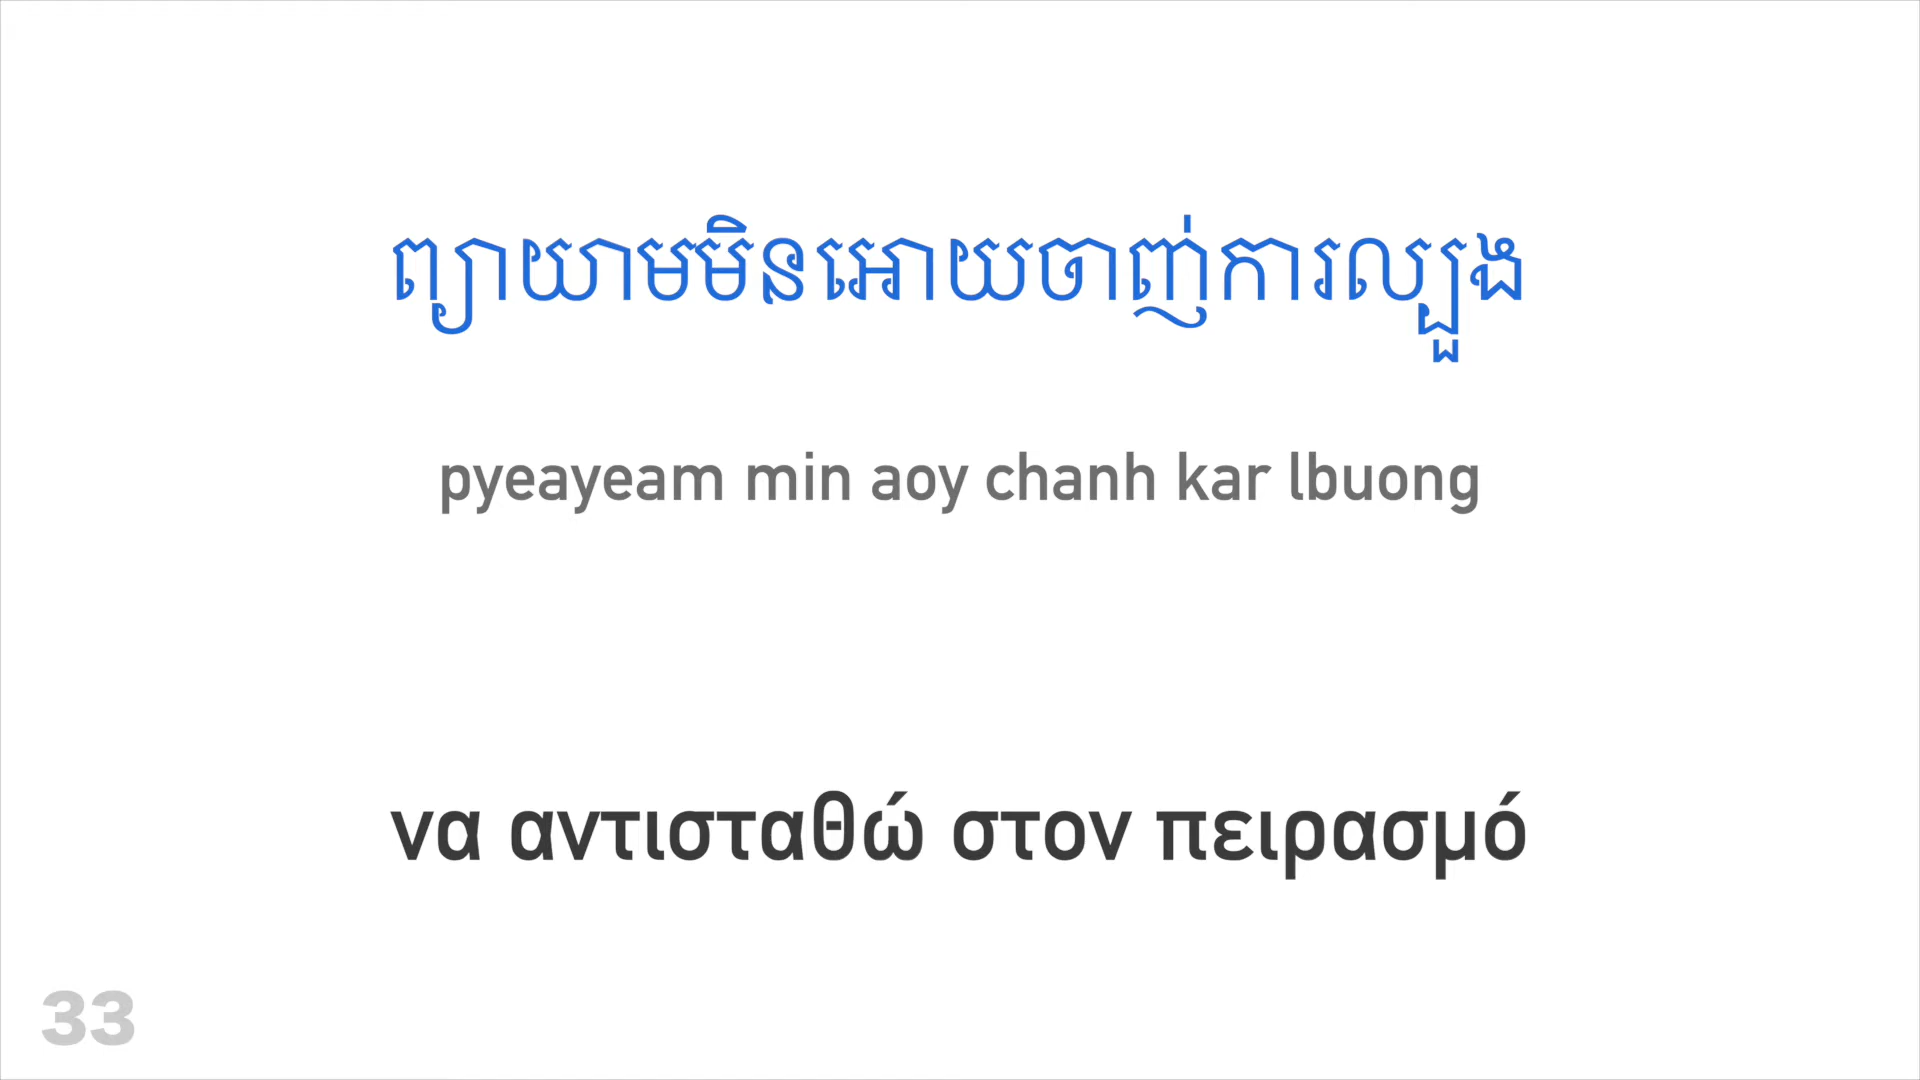 ព្យាយាមមិនអោយចាញ់ការល្បួង
pyeayeam min aoy chanh kar lbuong
να αντισταθώ στον πειρασμό
33